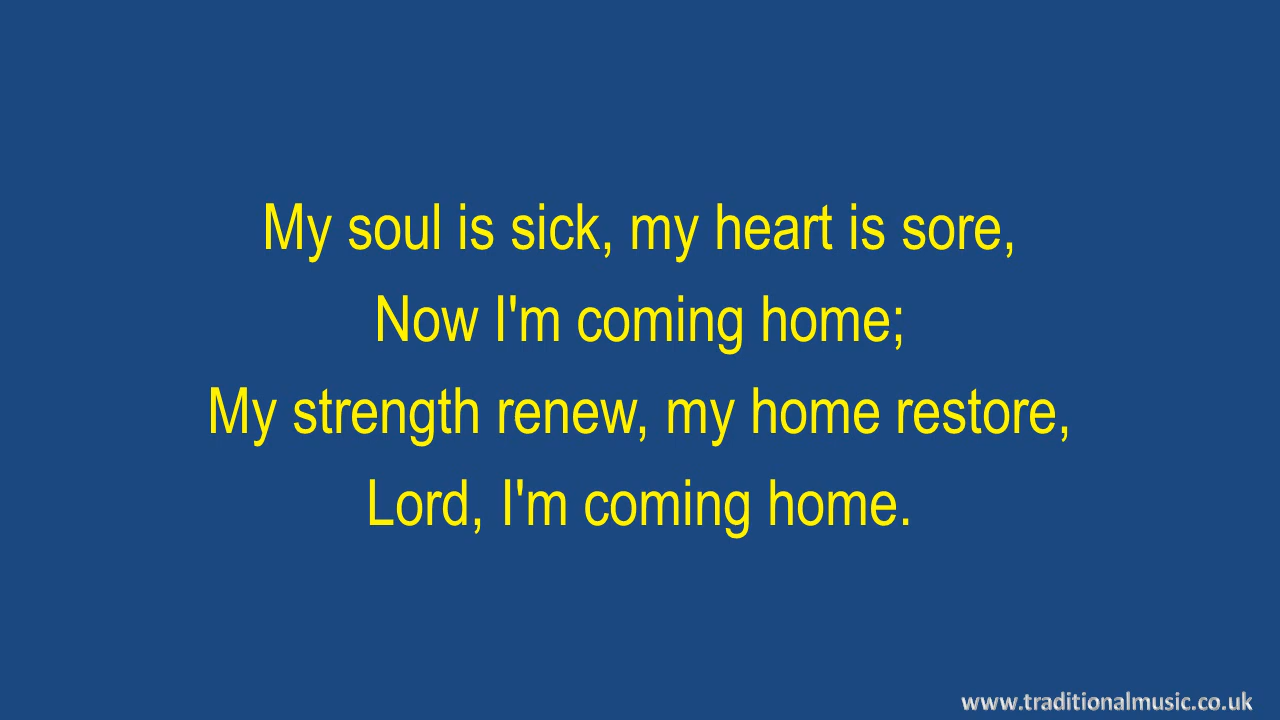 My soul is sick, my heart is sore,
Now I'm coming home;
My strength renew, my home restore,
Lord, I'm coming home.
www.traditionalmusic.co.uk